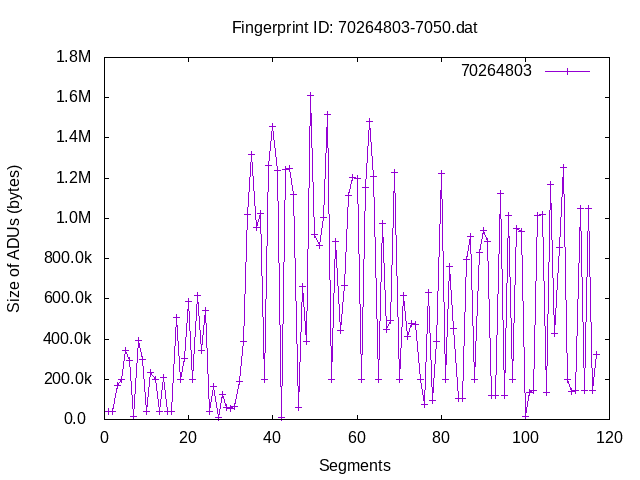 Fingerprint ID: 70264803-7050.dat
70264803
Size of ADUs (bytes)
1.8M
1.6M
1.4M
1.2M
1.0M
800.0k
600.0k
400.0k
200.0k
0.0
0 20 40 60 80 100 120
Segments